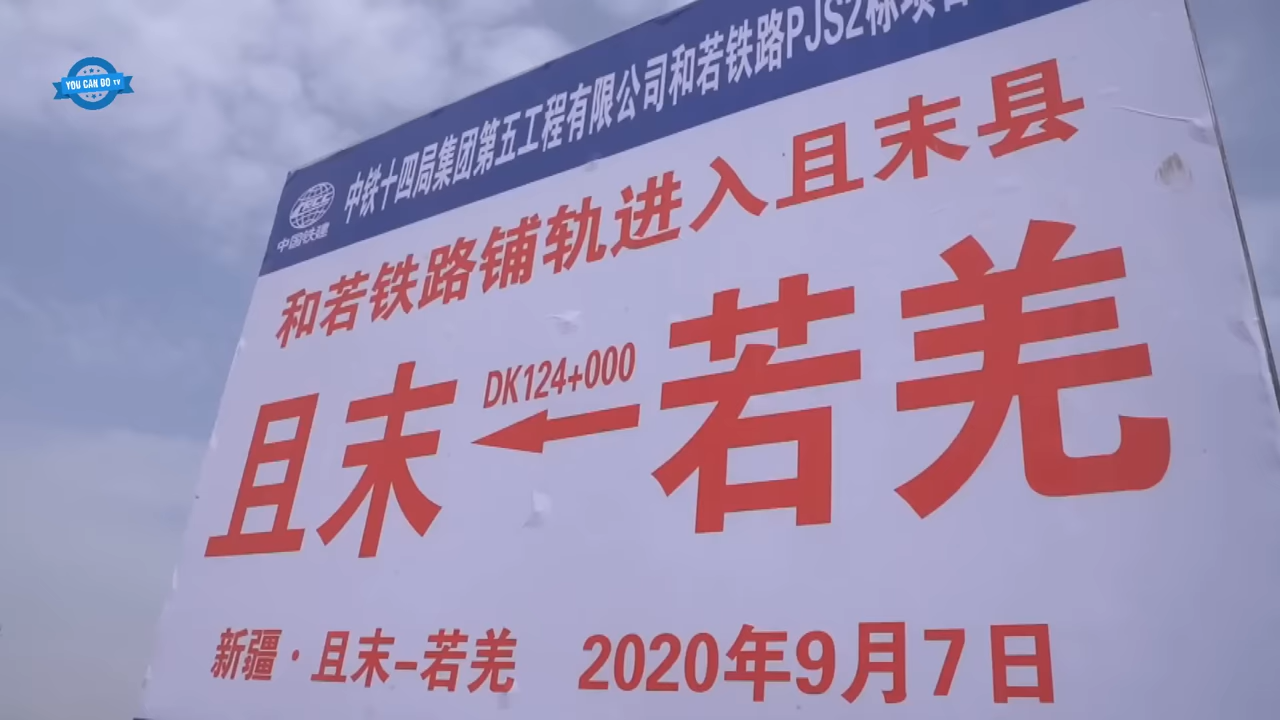 YOU CAN DO TV
中铁十四局集团第五工程有限公司和若铁路PJS2标项目
CRCC
中国铁建
和若铁路铺轨进入且末县
DK124+000
且末 ← 若羌
新疆·且末-若羌 2020年9月7日